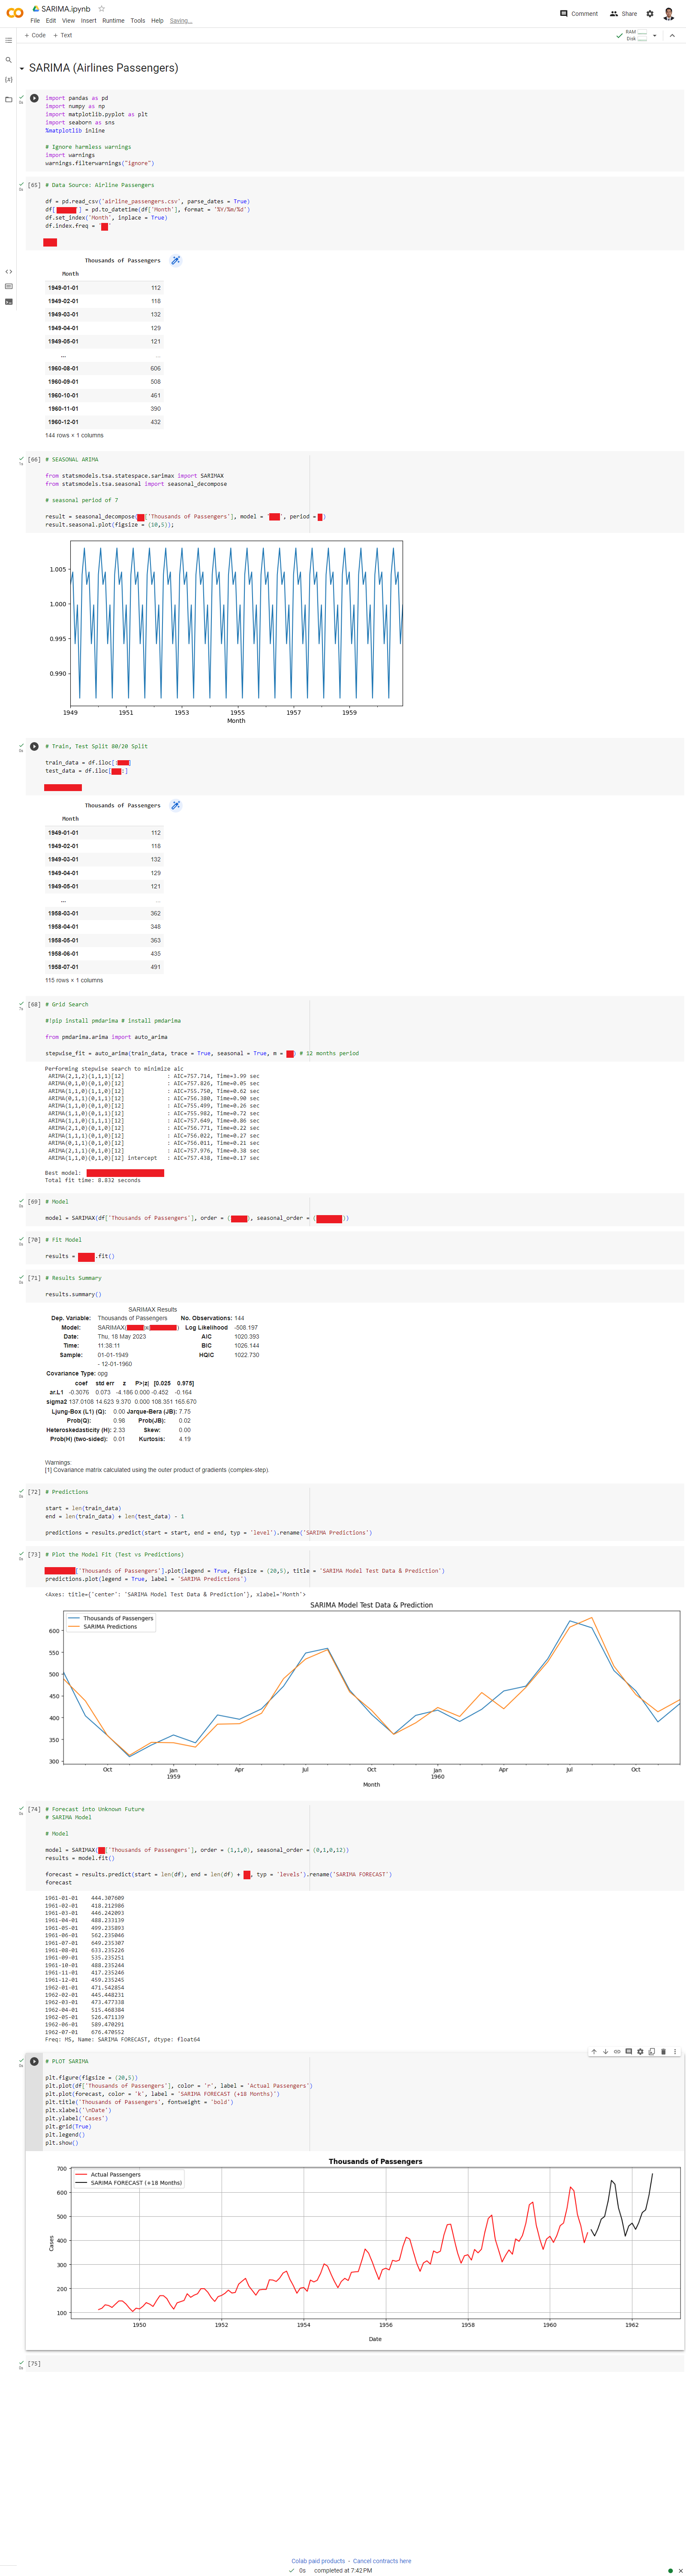 SARIMA.ipynb
File Edit View Insert Runtime Tools Help Saving...
Comment Share
+ Code + Text
RAM
Disk
SARIMA (Airlines Passengers)
import pandas as pd
import numpy as np
import matplotlib.pyplot as plt
import seaborn as sns
%matplotlib inline
# Ignore harmless warnings
import warnings
warnings.filterwarnings("ignore")
[65] # Data Source: Airline Passengers
df = pd.read_csv('airline_passengers.csv', parse_dates = True)
df[ '] = pd.to_datetime(df['Month'], format = '%Y/%m/%d')
df.set_index('Month', inplace = True)
df.index.freq = '
Thousands of Passengers
Month
1949-01-01 112
1949-02-01 118
1949-03-01 132
1949-04-01 129
1949-05-01 121
... ...
1960-08-01 606
1960-09-01 508
1960-10-01 461
1960-11-01 390
1960-12-01 432
144 rows × 1 columns
[66] # SEASONAL ARIMA
from statsmodels.tsa.statespace.sarimax import SARIMAX
from statsmodels.tsa.seasonal import seasonal_decompose
# seasonal period of 7
result = seasonal_decompose( ['Thousands of Passengers'], model = ' ', period = )
result.seasonal.plot(figsize = (10,5));
1.005
1.000
0.995
0.990
1949 1951 1953 1955 1957 1959
Month
# Train, Test Split 80/20 Split
train_data = df.iloc[ ]
test_data = df.iloc[ :]
Thousands of Passengers
Month
1949-01-01 112
1949-02-01 118
1949-03-01 132
1949-04-01 129
1949-05-01 121
... ...
1958-03-01 362
1958-04-01 348
1958-05-01 363
1958-06-01 435
1958-07-01 491
115 rows × 1 columns
[68] # Grid Search
#!pip install pmdarima # install pmdarima
from pmdarima.arima import auto_arima
stepwise_fit = auto_arima(train_data, trace = True, seasonal = True, m = ) # 12 months period
Performing stepwise search to minimize aic
ARIMA(2,1,2)(1,1,1)[12] : AIC=757.714, Time=3.99 sec
ARIMA(0,1,0)(0,1,0)[12] : AIC=757.826, Time=0.05 sec
ARIMA(1,1,0)(1,1,0)[12] : AIC=755.750, Time=0.62 sec
ARIMA(0,1,1)(0,1,1)[12] : AIC=756.380, Time=0.90 sec
ARIMA(1,1,0)(0,1,0)[12] : AIC=755.499, Time=0.26 sec
ARIMA(1,1,0)(0,1,1)[12] : AIC=755.982, Time=0.72 sec
ARIMA(1,1,0)(1,1,1)[12] : AIC=757.649, Time=0.86 sec
ARIMA(2,1,0)(0,1,0)[12] : AIC=756.771, Time=0.22 sec
ARIMA(1,1,1)(0,1,0)[12] : AIC=756.022, Time=0.27 sec
ARIMA(0,1,1)(0,1,0)[12] : AIC=756.011, Time=0.21 sec
ARIMA(2,1,1)(0,1,0)[12] : AIC=757.976, Time=0.38 sec
ARIMA(1,1,0)(0,1,0)[12] intercept : AIC=757.438, Time=0.17 sec
Best model:
Total fit time: 8.832 seconds
[69] # Model
model = SARIMAX(df['Thousands of Passengers'], order = ( ), seasonal_order = ( ))
[70] # Fit Model
results = .fit()
[71] # Results Summary
results.summary()
SARIMAX Results
Dep. Variable: Thousands of Passengers No. Observations: 144
Model: SARIMAX( )x( ) Log Likelihood -508.197
Date: Thu, 18 May 2023 AIC 1020.393
Time: 11:38:11 BIC 1026.144
Sample: 01-01-1949 HQIC 1022.730
- 12-01-1960
Covariance Type: opg
coef std err z P>|z| [0.025 0.975]
ar.L1 -0.3076 0.073 -4.186 0.000 -0.452 -0.164
sigma2 137.0108 14.623 9.370 0.000 108.351 165.670
Ljung-Box (L1) (Q): 0.00 Jarque-Bera (JB): 7.75
Prob(Q): 0.98 Prob(JB): 0.02
Heteroskedasticity (H): 2.33 Skew: 0.00
Prob(H) (two-sided): 0.01 Kurtosis: 4.19
Warnings:
[1] Covariance matrix calculated using the outer product of gradients (complex-step).
[72] # Predictions
start = len(train_data)
end = len(train_data) + len(test_data) - 1
predictions = results.predict(start = start, end = end, typ = 'level').rename('SARIMA Predictions')
[73] # Plot the Model Fit (Test vs Predictions)
['Thousands of Passengers'].plot(legend = True, figsize = (20,5), title = 'SARIMA Model Test Data & Prediction')
predictions.plot(legend = True, label = 'SARIMA Predictions')
<Axes: title={'center': 'SARIMA Model Test Data & Prediction'}, xlabel='Month'>
SARIMA Model Test Data & Prediction
Thousands of Passengers
SARIMA Predictions
600
550
500
450
400
350
300
Oct Jan Apr Jul Oct Jan Apr Jul Oct
1959 1960
Month
[74] # Forecast into Unknown Future
# SARIMA Model
# Model
model = SARIMAX( ['Thousands of Passengers'], order = (1,1,0), seasonal_order = (0,1,0,12))
results = model.fit()
forecast = results.predict(start = len(df), end = len(df) + , typ = 'levels').rename('SARIMA FORECAST')
forecast
1961-01-01 444.307609
1961-02-01 418.212986
1961-03-01 446.242093
1961-04-01 488.233139
1961-05-01 499.235893
1961-06-01 562.235046
1961-07-01 649.235307
1961-08-01 633.235226
1961-09-01 535.235251
1961-10-01 488.235244
1961-11-01 417.235246
1961-12-01 459.235245
1962-01-01 471.542854
1962-02-01 445.448231
1962-03-01 473.477338
1962-04-01 515.468384
1962-05-01 526.471139
1962-06-01 589.470291
1962-07-01 676.470552
Freq: MS, Name: SARIMA FORECAST, dtype: float64
# PLOT SARIMA
plt.figure(figsize = (20,5))
plt.plot(df['Thousands of Passengers'], color = 'r', label = 'Actual Passengers')
plt.plot(forecast, color = 'k', label = 'SARIMA FORECAST (+18 Months)')
plt.title('Thousands of Passengers', fontweight = 'bold')
plt.xlabel('\nDate')
plt.ylabel('Cases')
plt.grid(True)
plt.legend()
plt.show()
Thousands of Passengers
Actual Passengers
SARIMA FORECAST (+18 Months)
700
600
500
400
300
200
100
Cases
1950 1952 1954 1956 1958 1960 1962
Date
[75]
Colab paid products - Cancel contracts here
0s completed at 7:42 PM